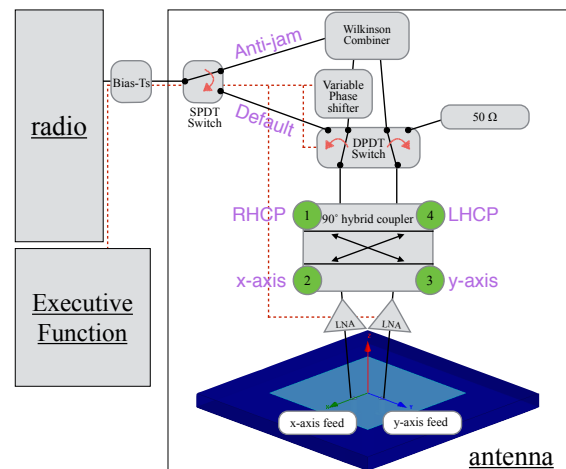 Anti-jam
Wilkinson
Combiner
Bias-Ts
Variable
Phase
shifter
radio
SPDT
Switch
Default
50 Ω
DPDT
Switch
RHCP
1
90˚ hybrid coupler
4
LHCP
x-axis
2
3
y-axis
Executive
Function
LNA
LNA
x-axis feed
y-axis feed
antenna